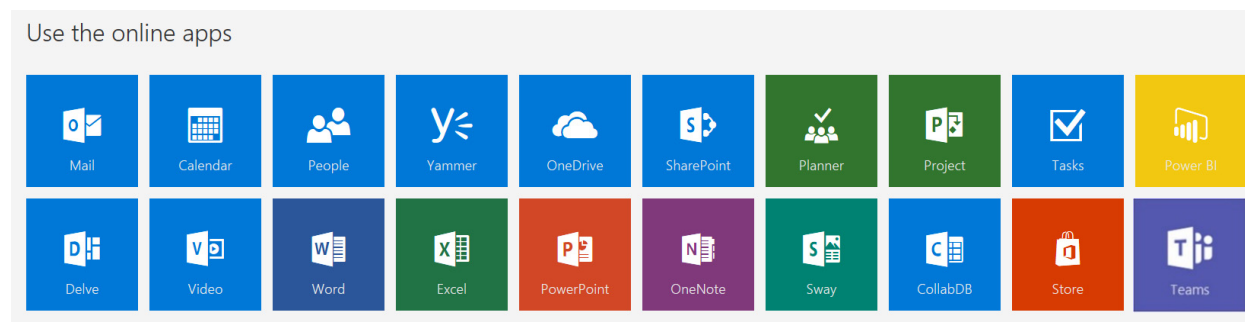 Use the online apps
Mail Calendar People Yammer OneDrive SharePoint Planner Project Tasks Power BI
Delve Video Word Excel PowerPoint OneNote Sway CollabDB Store Teams